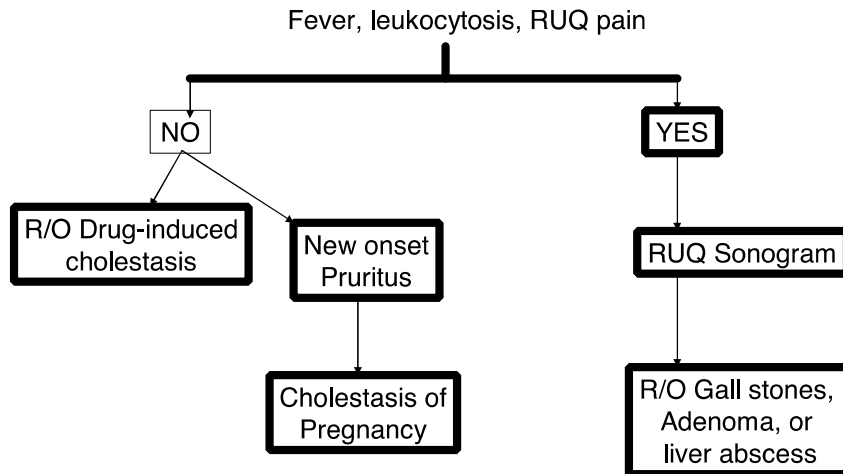 Fever, leukocytosis, RUQ pain
NO
YES
R/O Drug-induced
cholestasis
New onset
Pruritus
RUQ Sonogram
Cholestasis of
Pregnancy
R/O Gall stones,
Adenoma, or
liver abscess